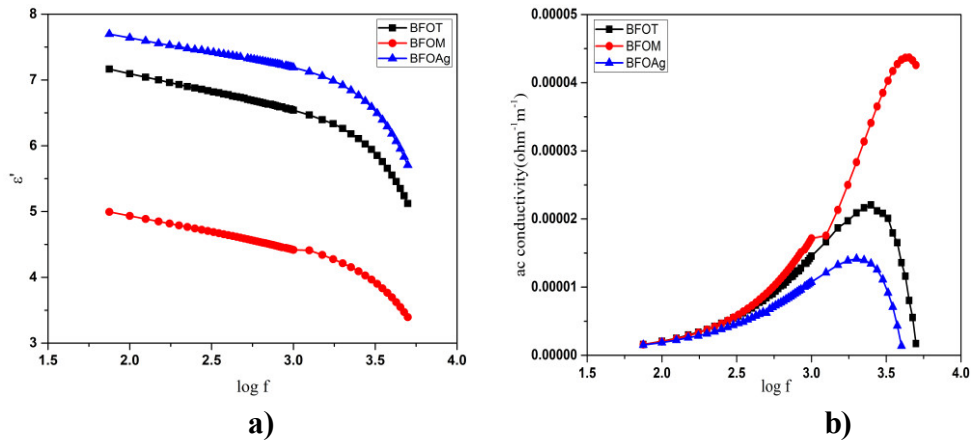 8
7
6
5
4
3
ε'
BFOT
BFOM
BFOAg
1.5 2.0 2.5 3.0 3.5 4.0
log f
a)
0.00005
0.00004
0.00003
0.00002
0.00001
0.00000
ac conductivity(ohm⁻¹m⁻¹)
BFOT
BFOM
BFOAg
1.5 2.0 2.5 3.0 3.5 4.0
log f
b)